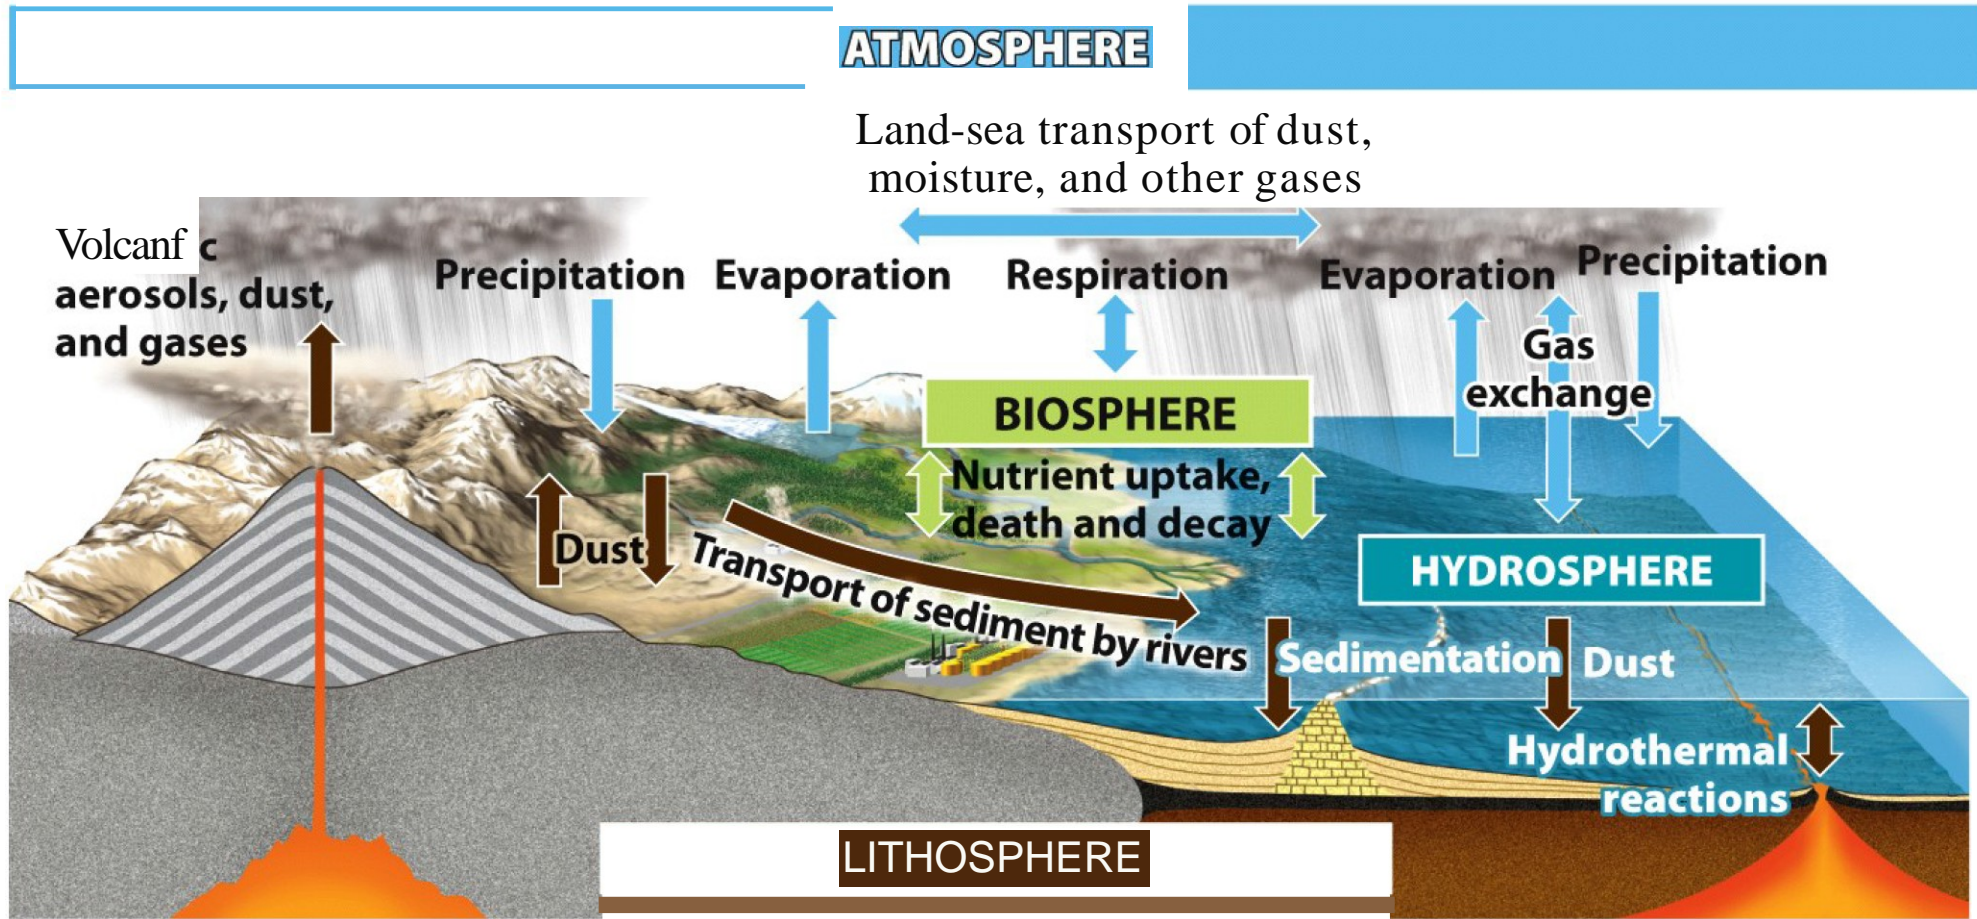 ATMOSPHERE
Land-sea transport of dust,
moisture, and other gases
Volcanf c
aerosols, dust,
and gases
Precipitation
Evaporation
Respiration
Evaporation
Precipitation
Gas
exchange
BIOSPHERE
Nutrient uptake,
death and decay
Dust
Transport of sediment by rivers
HYDROSPHERE
Sedimentation
Dust
Hydrothermal
reactions
LITHOSPHERE